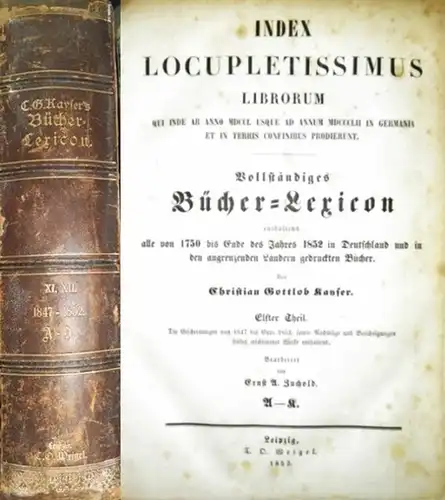 C. G. Kayser's
Bücher-
Lexicon.
XI. XII.
1847-1852.
A-
Leipzig
T. O. Weigel.
INDEX
LOCUPLETISSIMUS
LIBRORUM
QUI INDE AB ANNO MDCCL USQUE AD ANNUM MDCCCLII IN GERMANIA
ET IN TERRIS CONFINIBUS PRODIERUNT.
Vollständiges
Bücher=Lexicon
enthaltend
alle von 1750 bis Ende des Jahres 1852 in Deutschland und in
den angrenzenden Ländern gedruckten Bücher.
Von
Christian Gottlob Kayser.
Elfter Theil.
Die Erscheinungen von 1847 bis Ende 1852, sowie Nachträge und Berichtigungen
früher erschienener Werke enthaltend.
Bearbeitet
von
Ernst A. Zuchold.
A—K.
Leipzig,
T. O. Weigel.